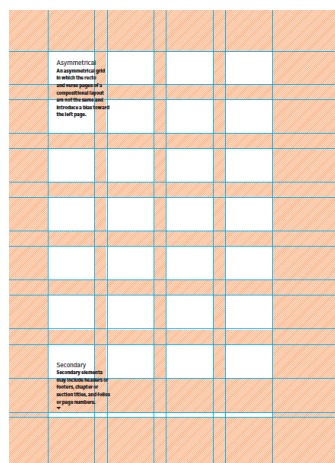 Asymmetrical
An asymmetrical grid
in which the recto
and verso pages of a
compositional layout
are not the same and
introduce a bias toward
the left page.
Secondary
Secondary elements
may include headers or
footers, chapter or
section titles, and folios
or page numbers.